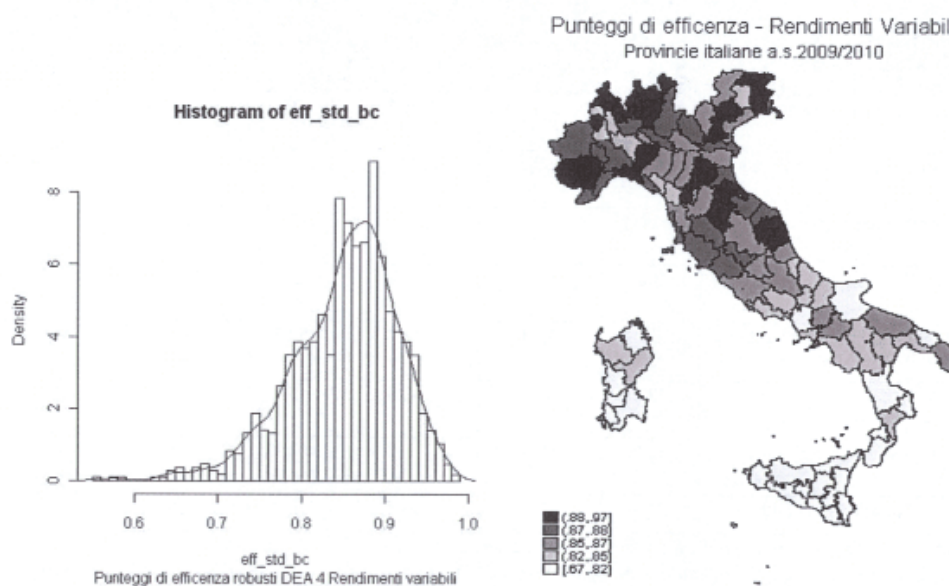 Histogram of eff_std_bc
Density
0
2
4
6
8
0.6
0.7
0.8
0.9
1.0
eff_std_bc
Punteggi di efficenza robusti DEA 4 Rendimenti variabili
Punteggi di efficenza - Rendimenti Variabil
Provincie italiane a.s.2009/2010
(.88,.97]
(.87,.88]
(.85,.87]
(.82,.85]
[.67,.82]